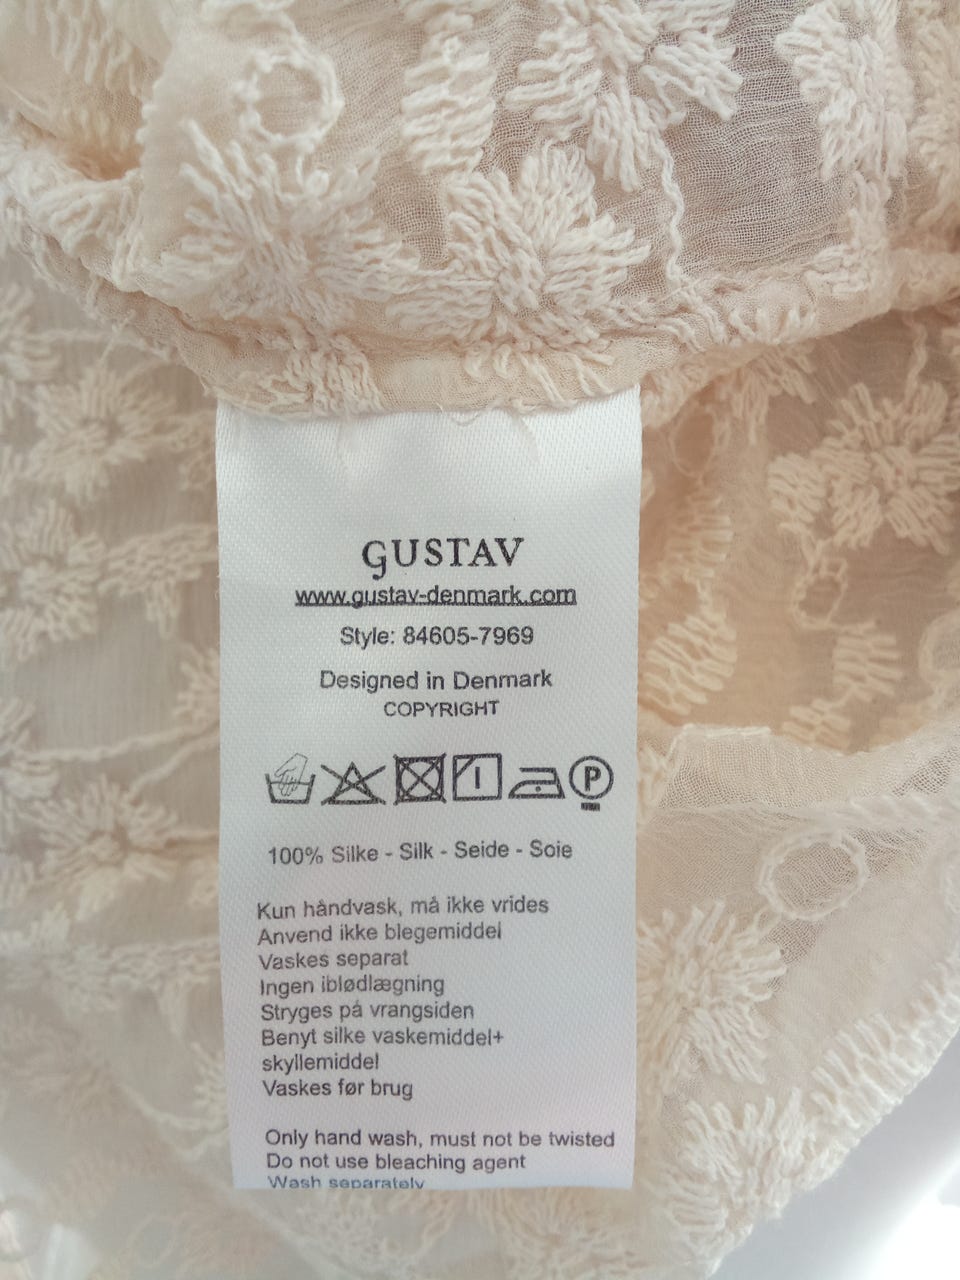 GUSTAV
www.gustav-denmark.com
Style: 84605-7969
Designed in Denmark
COPYRIGHT
P
100% Silke - Silk - Seide - Soie
Kun håndvask, må ikke vrides
Anvend ikke blegemiddel
Vaskes separat
Ingen iblødlægning
Stryges på vrangsiden
Benyt silke vaskemiddel+
skyllemiddel
Vaskes før brug
Only hand wash, must not be twisted
Do not use bleaching agent
Wash separately